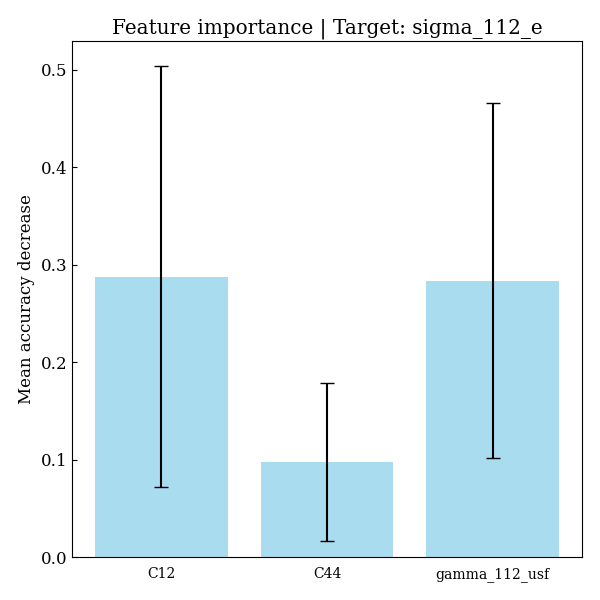 Feature importance | Target: sigma_112_e
Mean accuracy decrease
0.5
0.4
0.3
0.2
0.1
0.0
C12 C44 gamma_112_usf